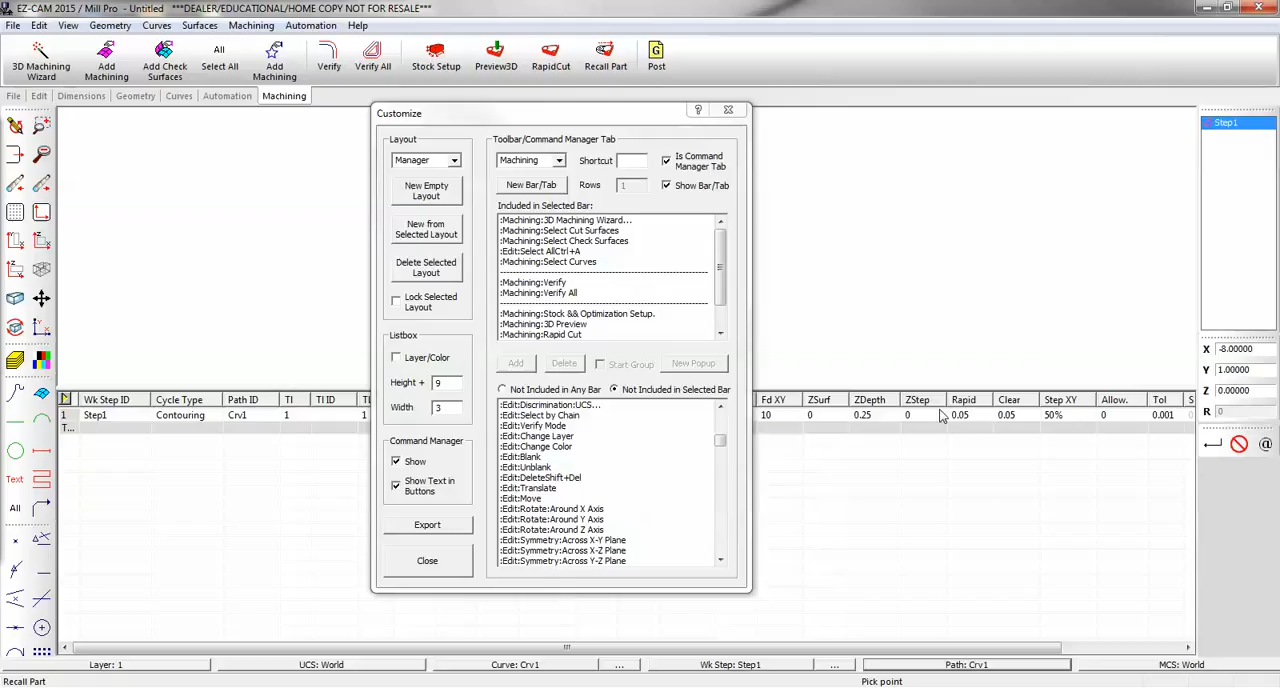 EZ-CAM 2015 / Mill Pro - Untitled ***DEALER/EDUCATIONAL/HOME COPY NOT FOR RESALE***
File Edit View Geometry Curves Surfaces Machining Automation Help
3D Machining Wizard
Add Machining
Add Check Surfaces
All Select All
Add Machining
Verify
Verify All
Stock Setup
Preview3D
RapidCut
Recall Part
G Post
File Edit Dimensions Geometry Curves Automation Machining
Customize
Layout
Manager
New Empty
Layout
New from
Selected Layout
Delete Selected
Layout
Lock Selected
Layout
Listbox
Layer/Color
Height + 9
Width 3
Command Manager
Show
Show Text in
Buttons
Export
Close
Toolbar/Command Manager Tab
Machining Shortcut
Is Command
Manager Tab
New Bar/Tab Rows 1 Show Bar/Tab
Included in Selected Bar:
:Machining:3D Machining Wizard...
:Machining:Select Cut Surfaces
:Machining:Select Check Surfaces
:Edit:Select AllCtrl+A
:Machining:Select Curves
:Machining:Verify
:Machining:Verify All
:Machining:Stock && Optimization Setup.
:Machining:3D Preview
:Machining:Rapid Cut
Add Delete Start Group New Popup
Not Included in Any Bar Not Included in Selected Bar
:Edit:Discrimination:UCS...
:Edit:Select by Chain
:Edit:Verify Mode
:Edit:Change Layer
:Edit:Change Color
:Edit:Blank
:Edit:Unblank
:Edit:DeleteShift+Del
:Edit:Translate
:Edit:Move
:Edit:Rotate:Around X Axis
:Edit:Rotate:Around Y Axis
:Edit:Rotate:Around Z Axis
:Edit:Symmetry:Across X-Y Plane
:Edit:Symmetry:Across X-Z Plane
:Edit:Symmetry:Across Y-Z Plane
Text
All
Step1
X -8.00000
Y 1.00000
Z 0.00000
R 0
@
Wk Step ID Cycle Type Path ID Tl Tl ID Fd XY ZSurf ZDepth ZStep Rapid Clear Step XY Allow. Tol S
1 Step1 Contouring Crv1 1 1 10 0 0.25 0 0.05 0.05 50% 0 0.001
T...
Layer: 1 UCS: World Curve: Crv1 ... Wk Step: Step1 ... Path: Crv1 MCS: World
Recall Part Pick point